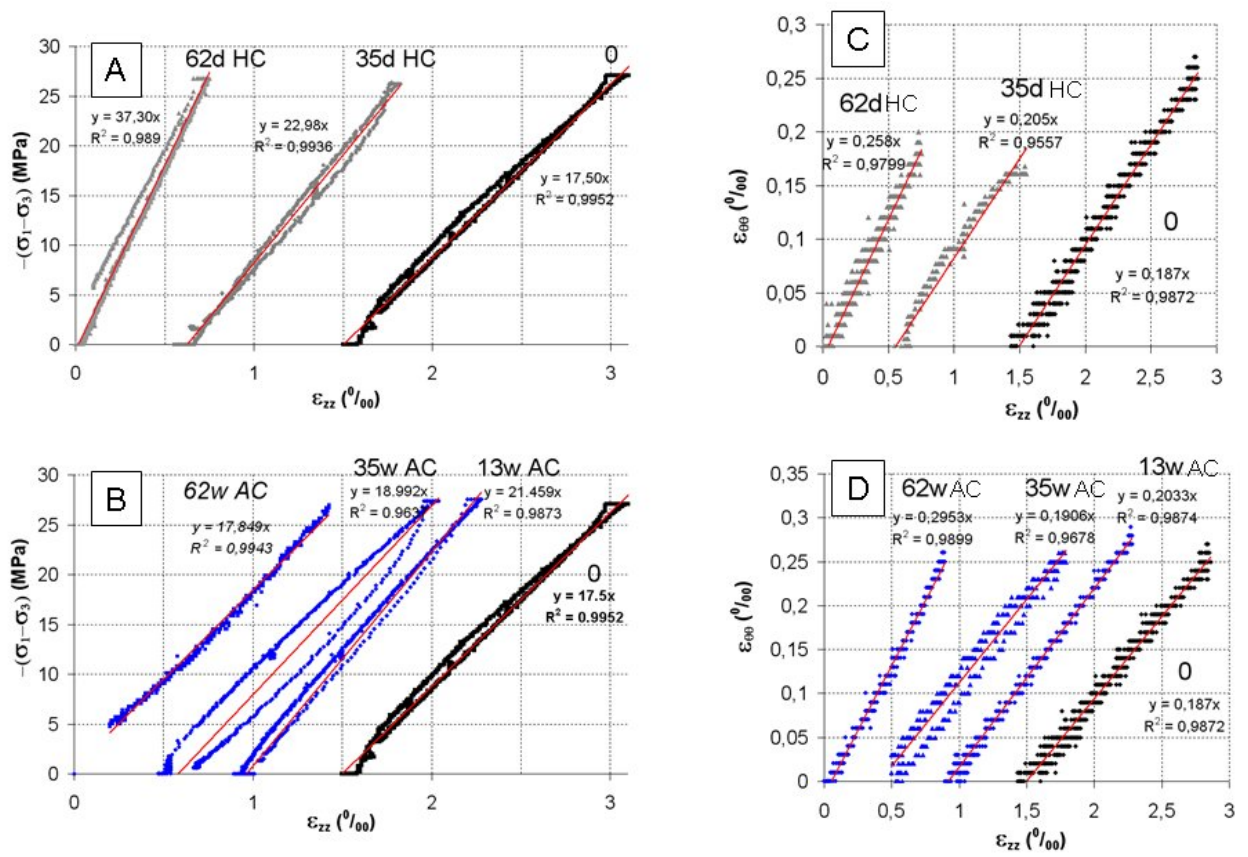 A
62d HC
35d HC
0
30
25
20
15
10
5
0
−(σ1−σ3) (MPa)
y = 37,30x
R² = 0,989
y = 22,98x
R² = 0,9936
y = 17,50x
R² = 0,9952
0
1
2
3
εzz (⁰/₀₀)
C
62d HC
35d HC
0
0,3
0,25
0,2
0,15
0,1
0,05
0
εθθ (⁰/₀₀)
y = 0,258x
R² = 0,9799
y = 0,205x
R² = 0,9557
y = 0,187x
R² = 0,9872
0
0,5
1
1,5
2
2,5
3
εzz (⁰/₀₀)
B
62w AC
35w AC
13w AC
0
30
25
20
15
10
5
0
−(σ1−σ3) (MPa)
y = 17,849x
R² = 0,9943
y = 18.992x
R² = 0.963
y = 21.459x
R² = 0.9873
y = 17.5x
R² = 0.9952
0
1
2
3
εzz (⁰/₀₀)
D
62w AC
35w AC
13w AC
0
0,35
0,3
0,25
0,2
0,15
0,1
0,05
0
εθθ (⁰/₀₀)
y = 0,2953x
R² = 0,9899
y = 0,1906x
R² = 0,9678
y = 0,2033x
R² = 0,9874
y = 0,187x
R² = 0,9872
0
0,5
1
1,5
2
2,5
3
εzz (⁰/₀₀)